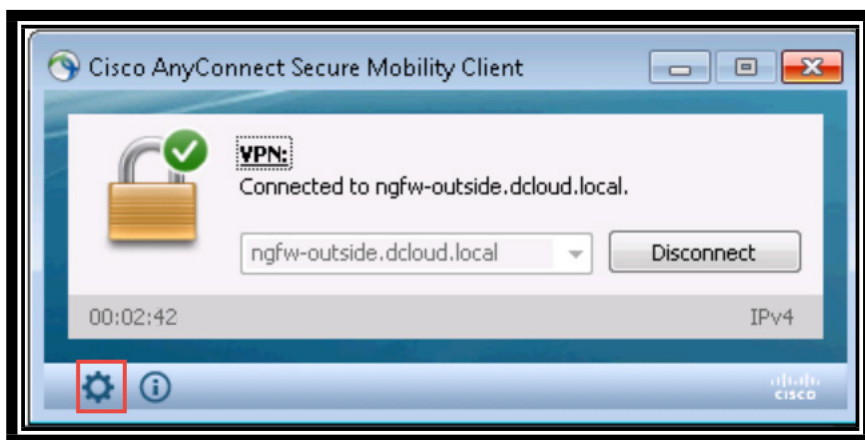 Cisco AnyConnect Secure Mobility Client
VPN:
Connected to ngfw-outside.dcloud.local.
ngfw-outside.dcloud.local
Disconnect
00:02:42
IPv4
CISCO